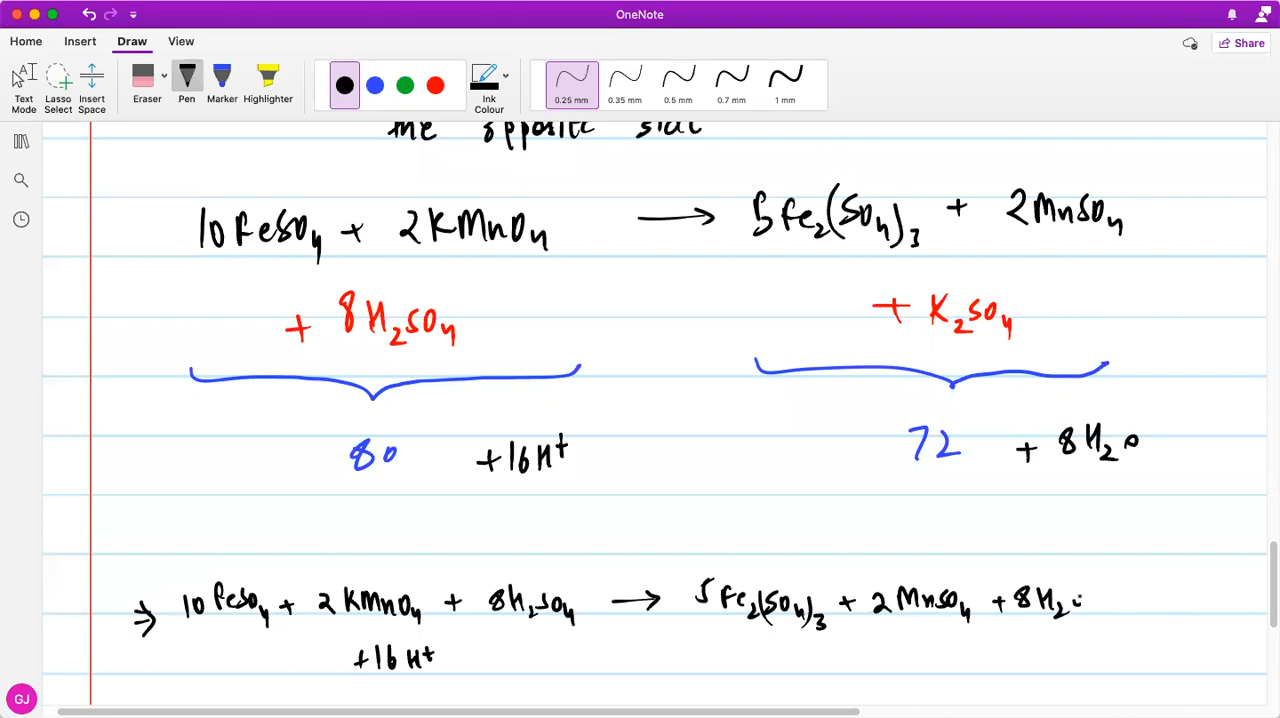 OneNote
Home Insert Draw View
Share
Text Mode Lasso Select Insert Space Eraser Pen Marker Highlighter Ink Colour 0.25 mm 0.35 mm 0.5 mm 0.7 mm 1 mm
the opposite side
10FeSO4 + 2KMnO4 → 5Fe2(SO4)3 + 2MnSO4
+ 8H2SO4 + K2SO4
80 +16H+ 72 + 8H2O
⇒ 10FeSO4 + 2KMnO4 + 8H2SO4 → 5Fe2(SO4)3 + 2MnSO4 + 8H2
+16H+
GJ